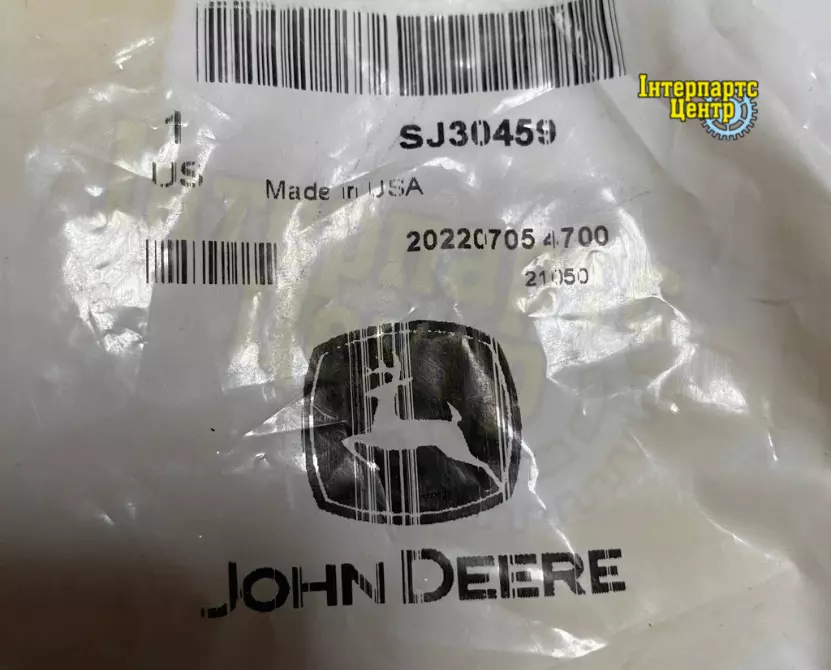 Інтерпартс
Центр
1
SJ30459
US
Made in USA
20220705 4700
21050
JOHN DEERE